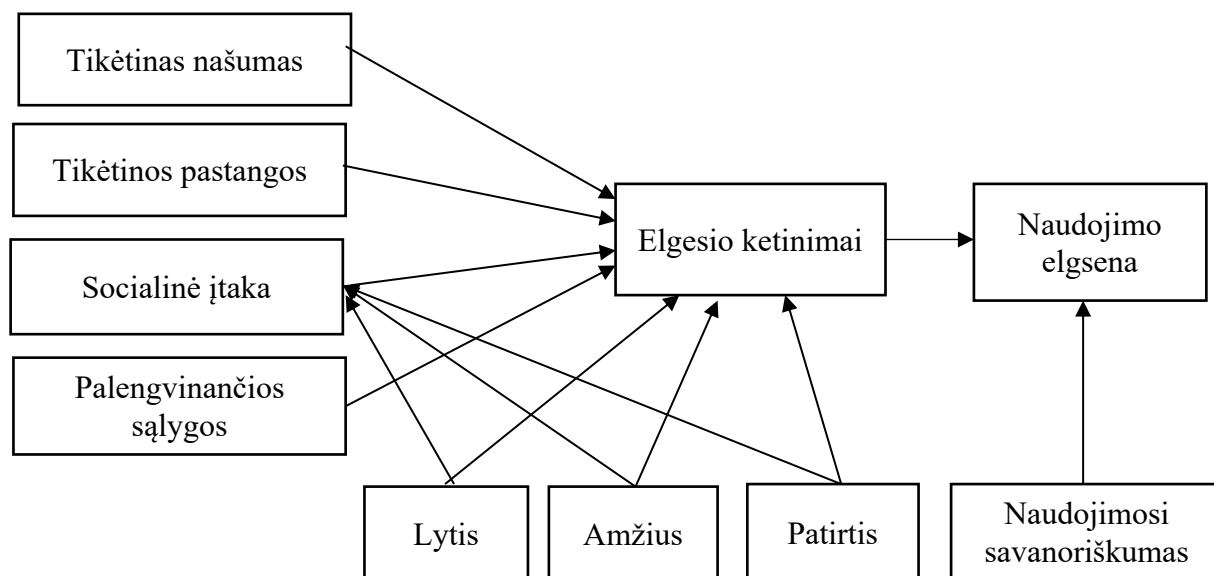 Tikėtinas našumas
Tikėtinos pastangos
Socialinė įtaka
Palengvinančios
sąlygos
Elgesio ketinimai
Naudojimo
elgsena
Lytis
Amžius
Patirtis
Naudojimosi
savanoriškumas